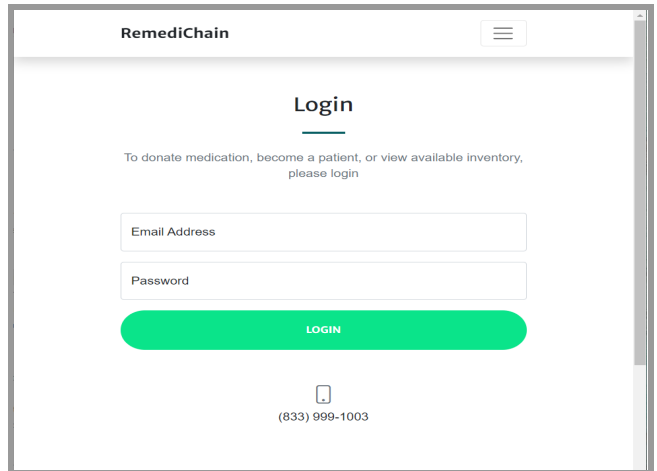 RemediChain
Login
To donate medication, become a patient, or view available inventory,
please login
Email Address
Password
LOGIN
(833) 999-1003